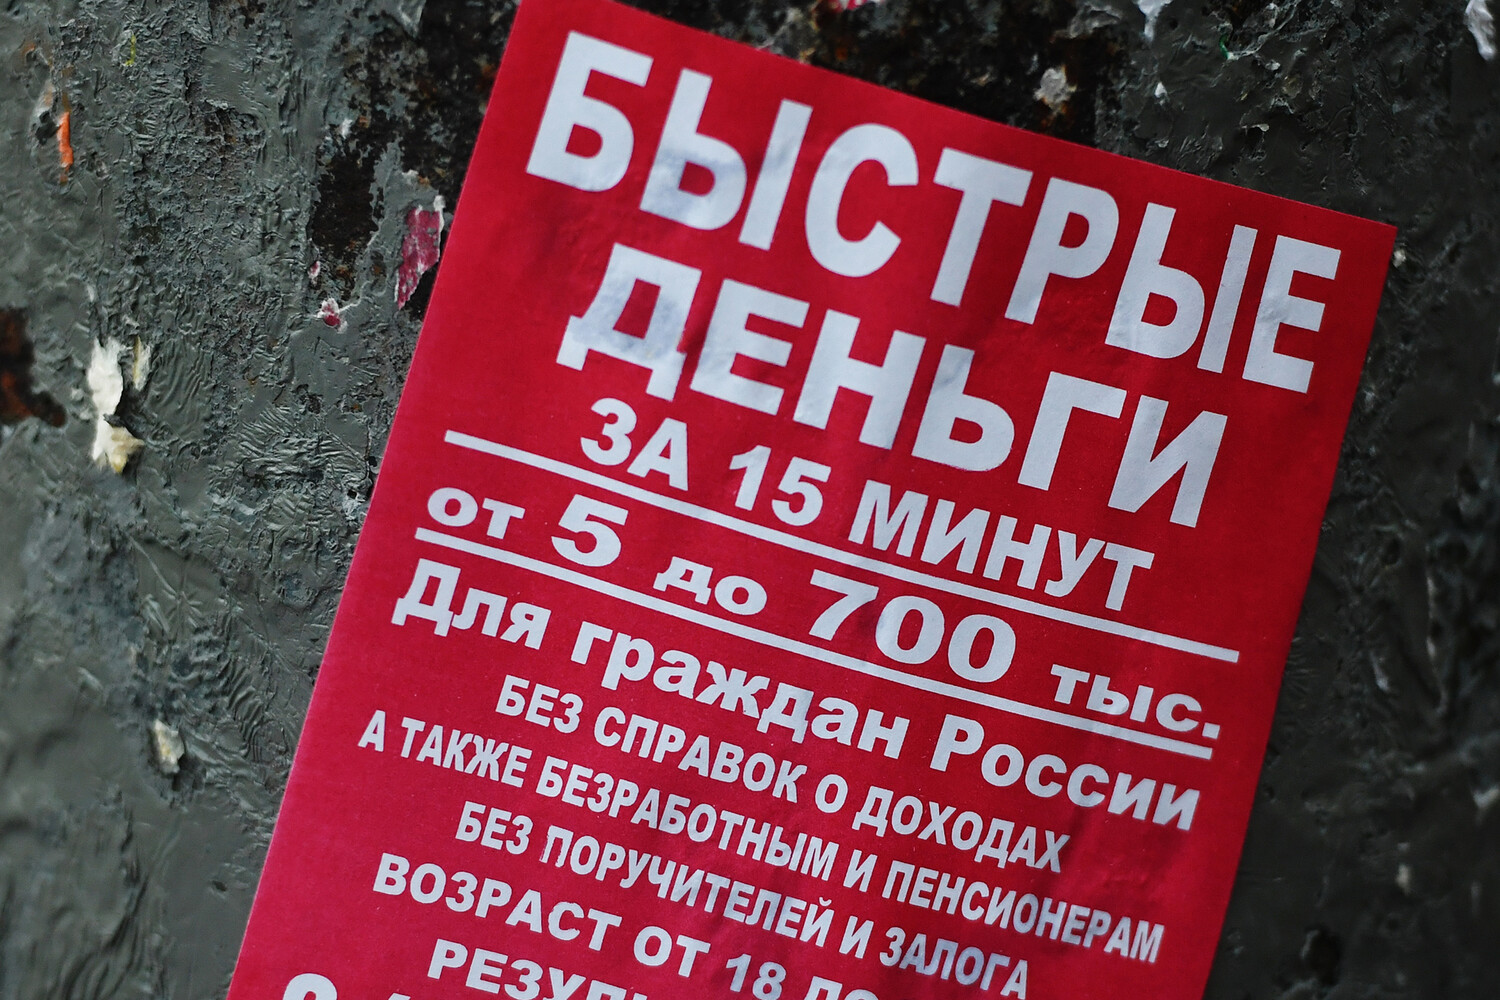 БЫСТРЫЕ
ДЕНЬГИ
ЗА 15 МИНУТ
от 5 до 700 тыс.
Для граждан России
БЕЗ СПРАВОК О ДОХОДАХ
А ТАКЖЕ БЕЗРАБОТНЫМ И ПЕНСИОНЕРАМ
БЕЗ ПОРУЧИТЕЛЕЙ И ЗАЛОГА
ВОЗРАСТ ОТ 18